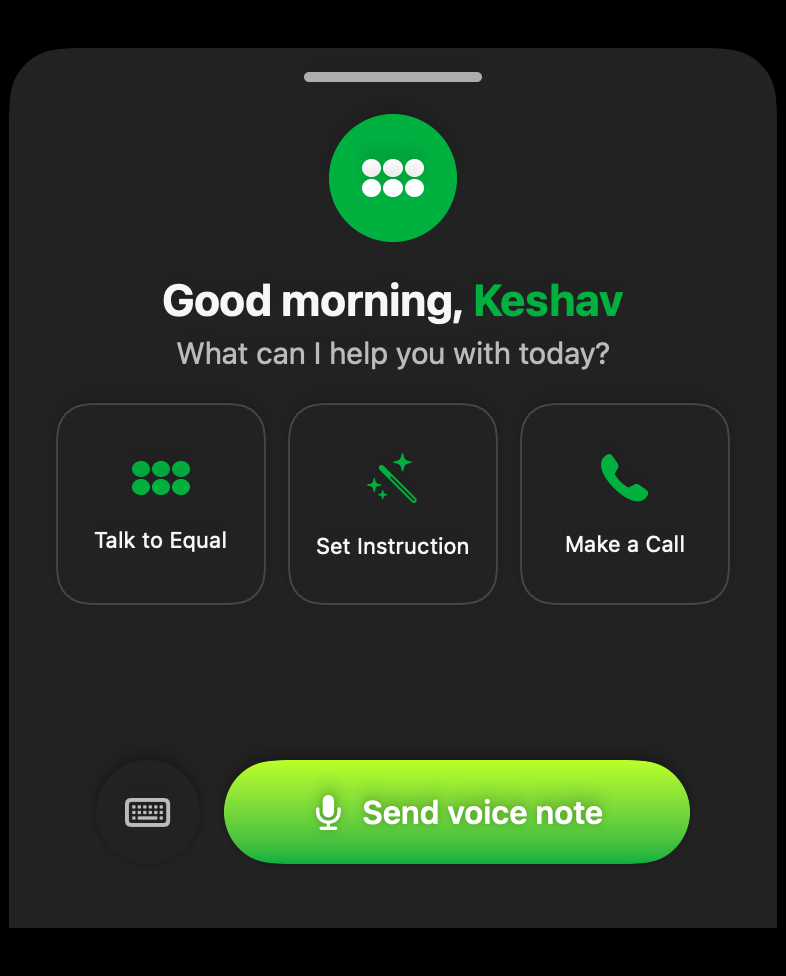 Good morning, Keshav
What can I help you with today?
Talk to Equal
Set Instruction
Make a Call
Send voice note